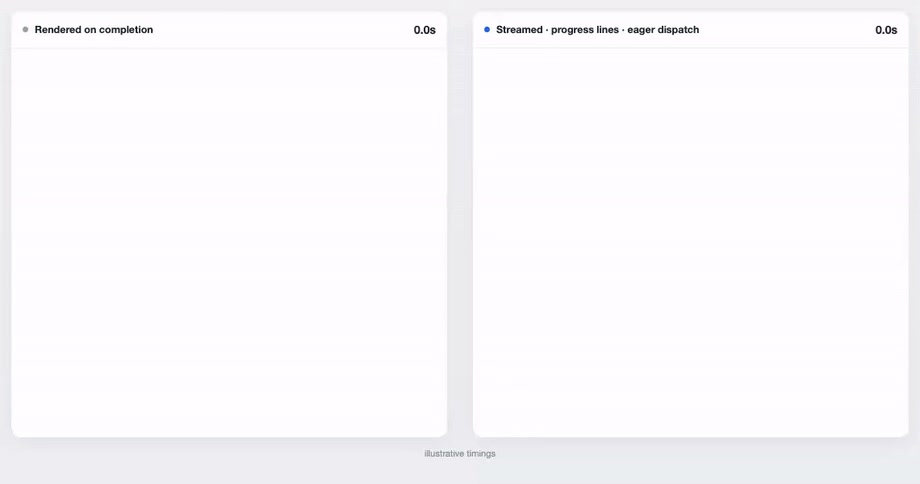 Rendered on completion
0.0s
Streamed · progress lines · eager dispatch
0.0s
illustrative timings